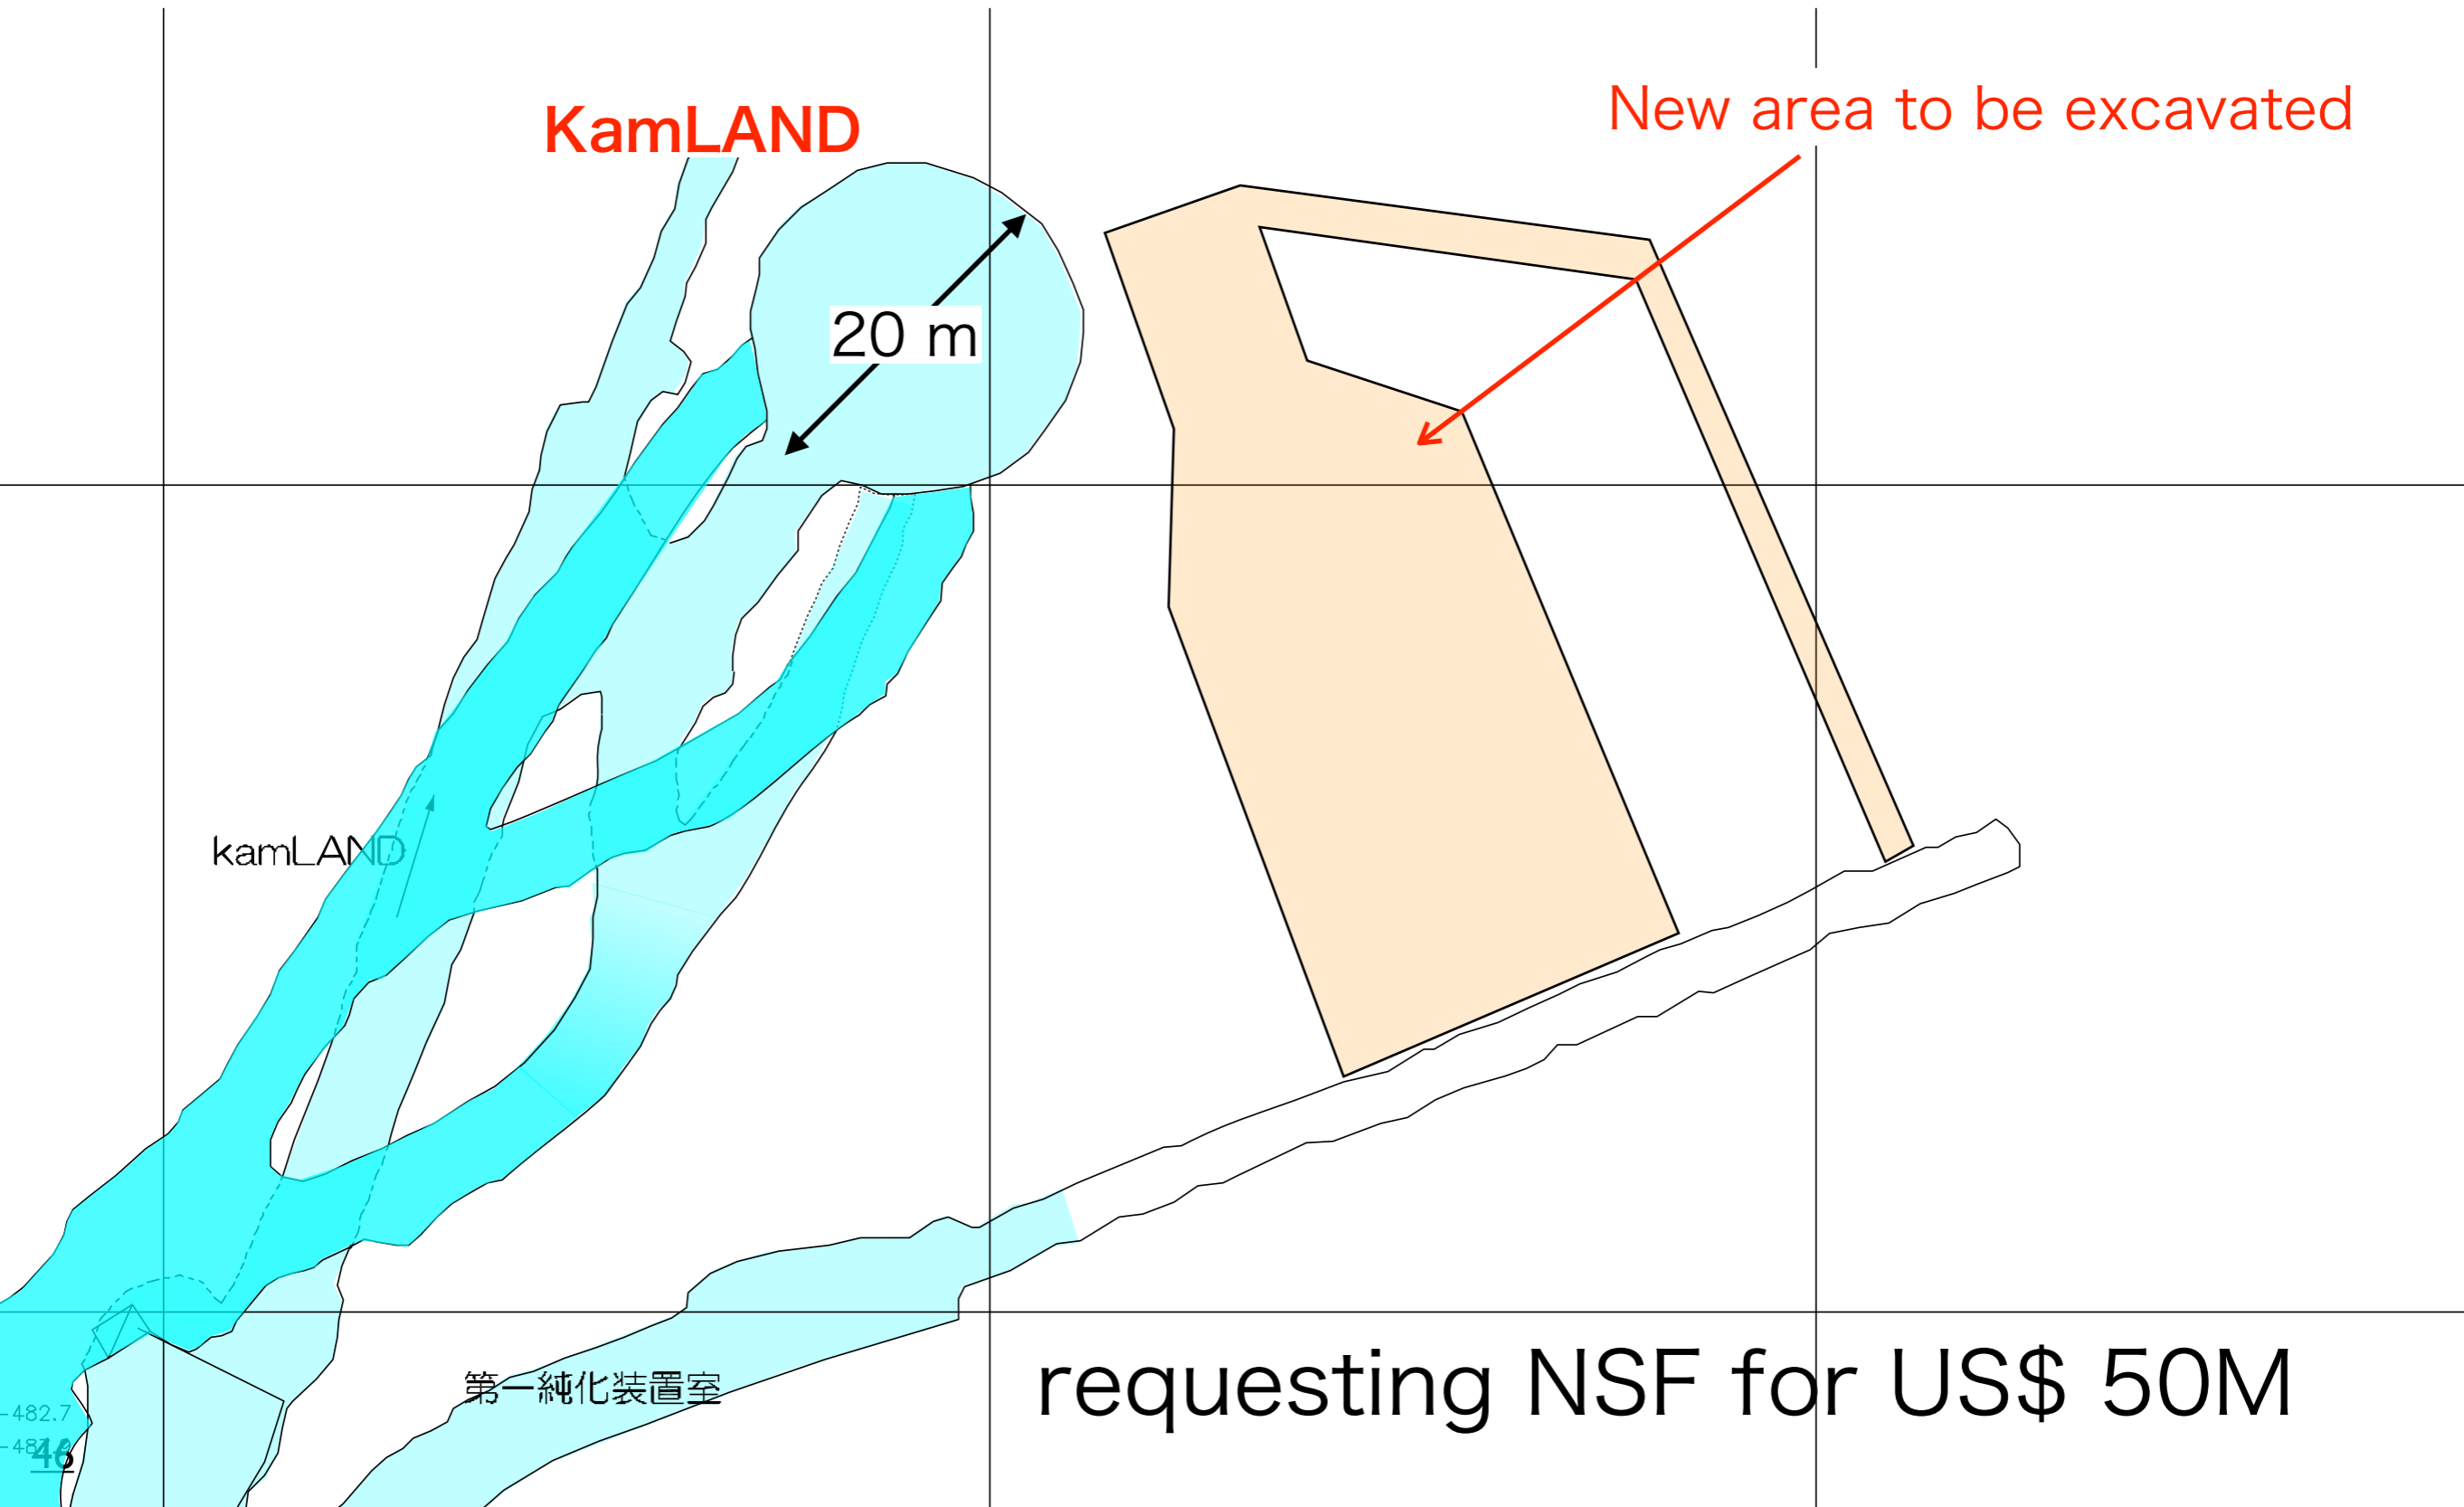 KamLAND
New area to be excavated
20 m
kamLAND
requesting NSF for US$ 50M
第一純化装置室
482.7
46